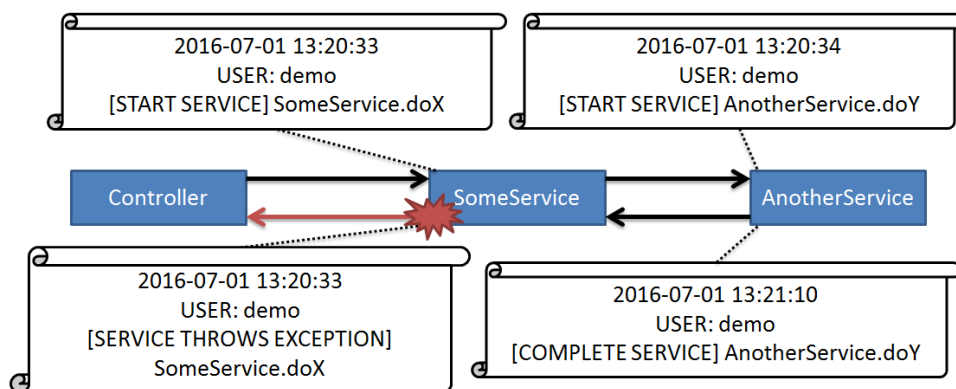 2016-07-01 13:20:33
USER: demo
[START SERVICE] SomeService.doX
2016-07-01 13:20:34
USER: demo
[START SERVICE] AnotherService.doY
Controller
SomeService
AnotherService
2016-07-01 13:20:33
USER: demo
[SERVICE THROWS EXCEPTION]
SomeService.doX
2016-07-01 13:21:10
USER: demo
[COMPLETE SERVICE] AnotherService.doY